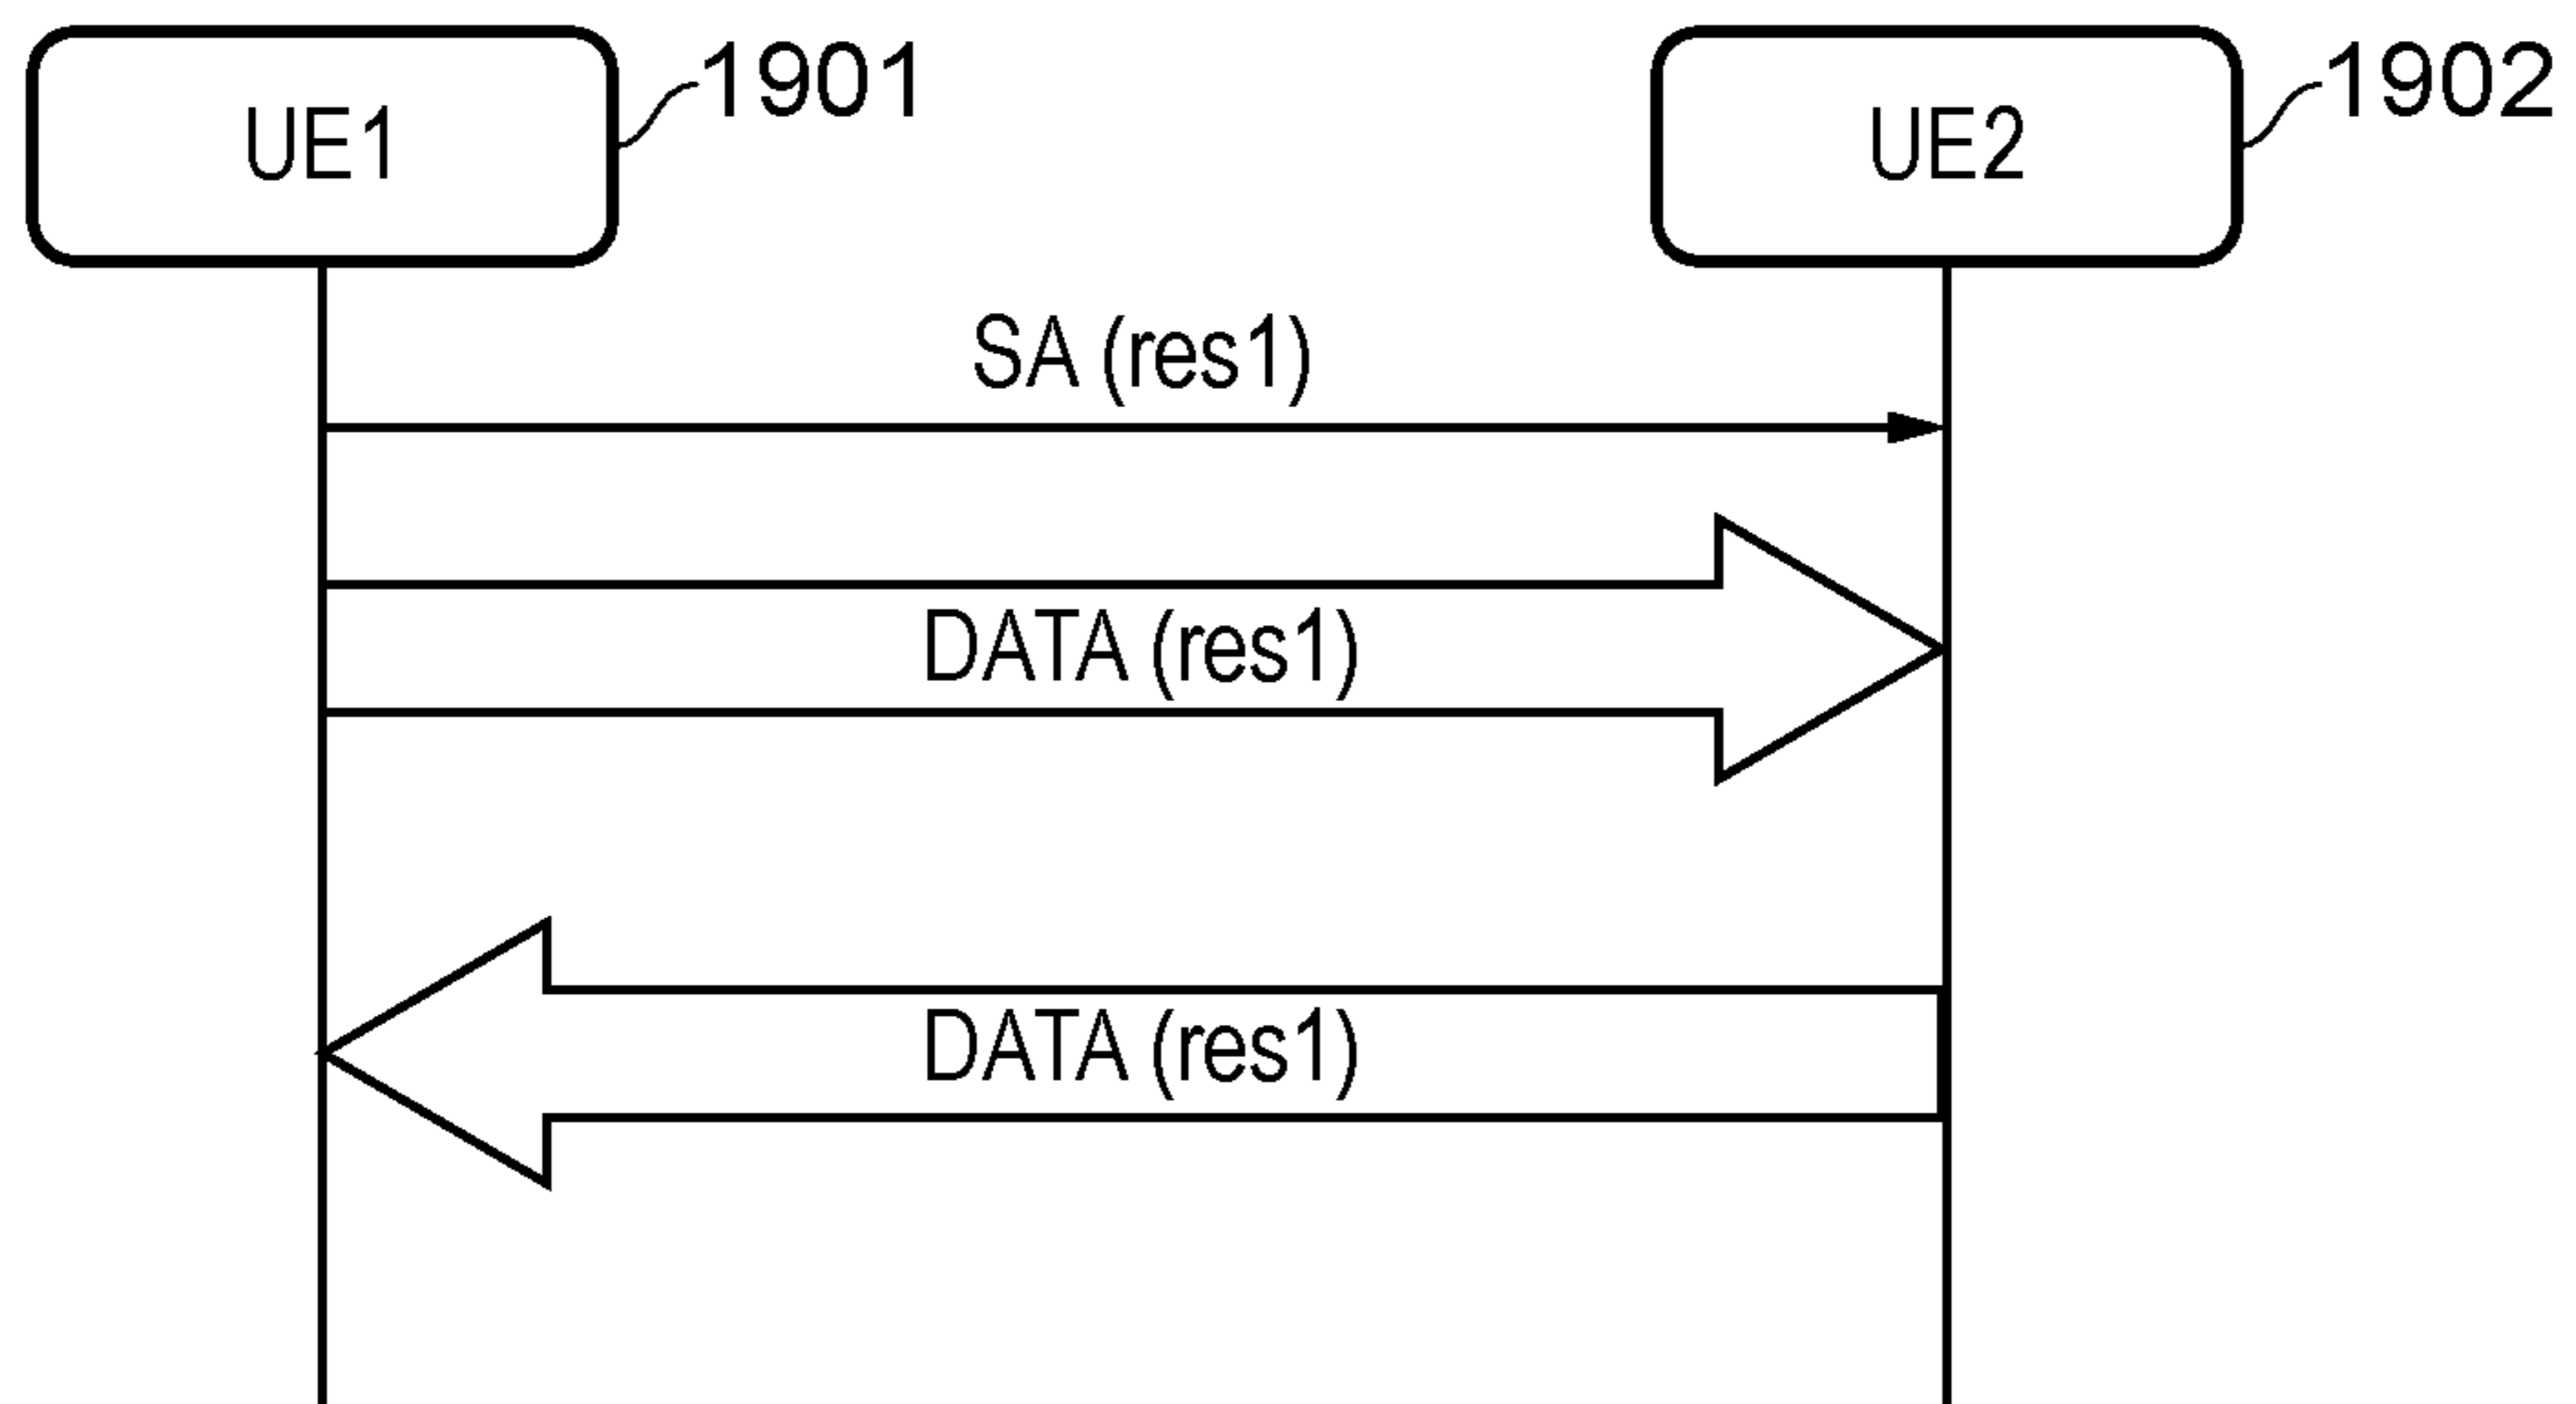 UE1
1901
UE2
1902
SA (res1)
DATA (res1)
DATA (res1)